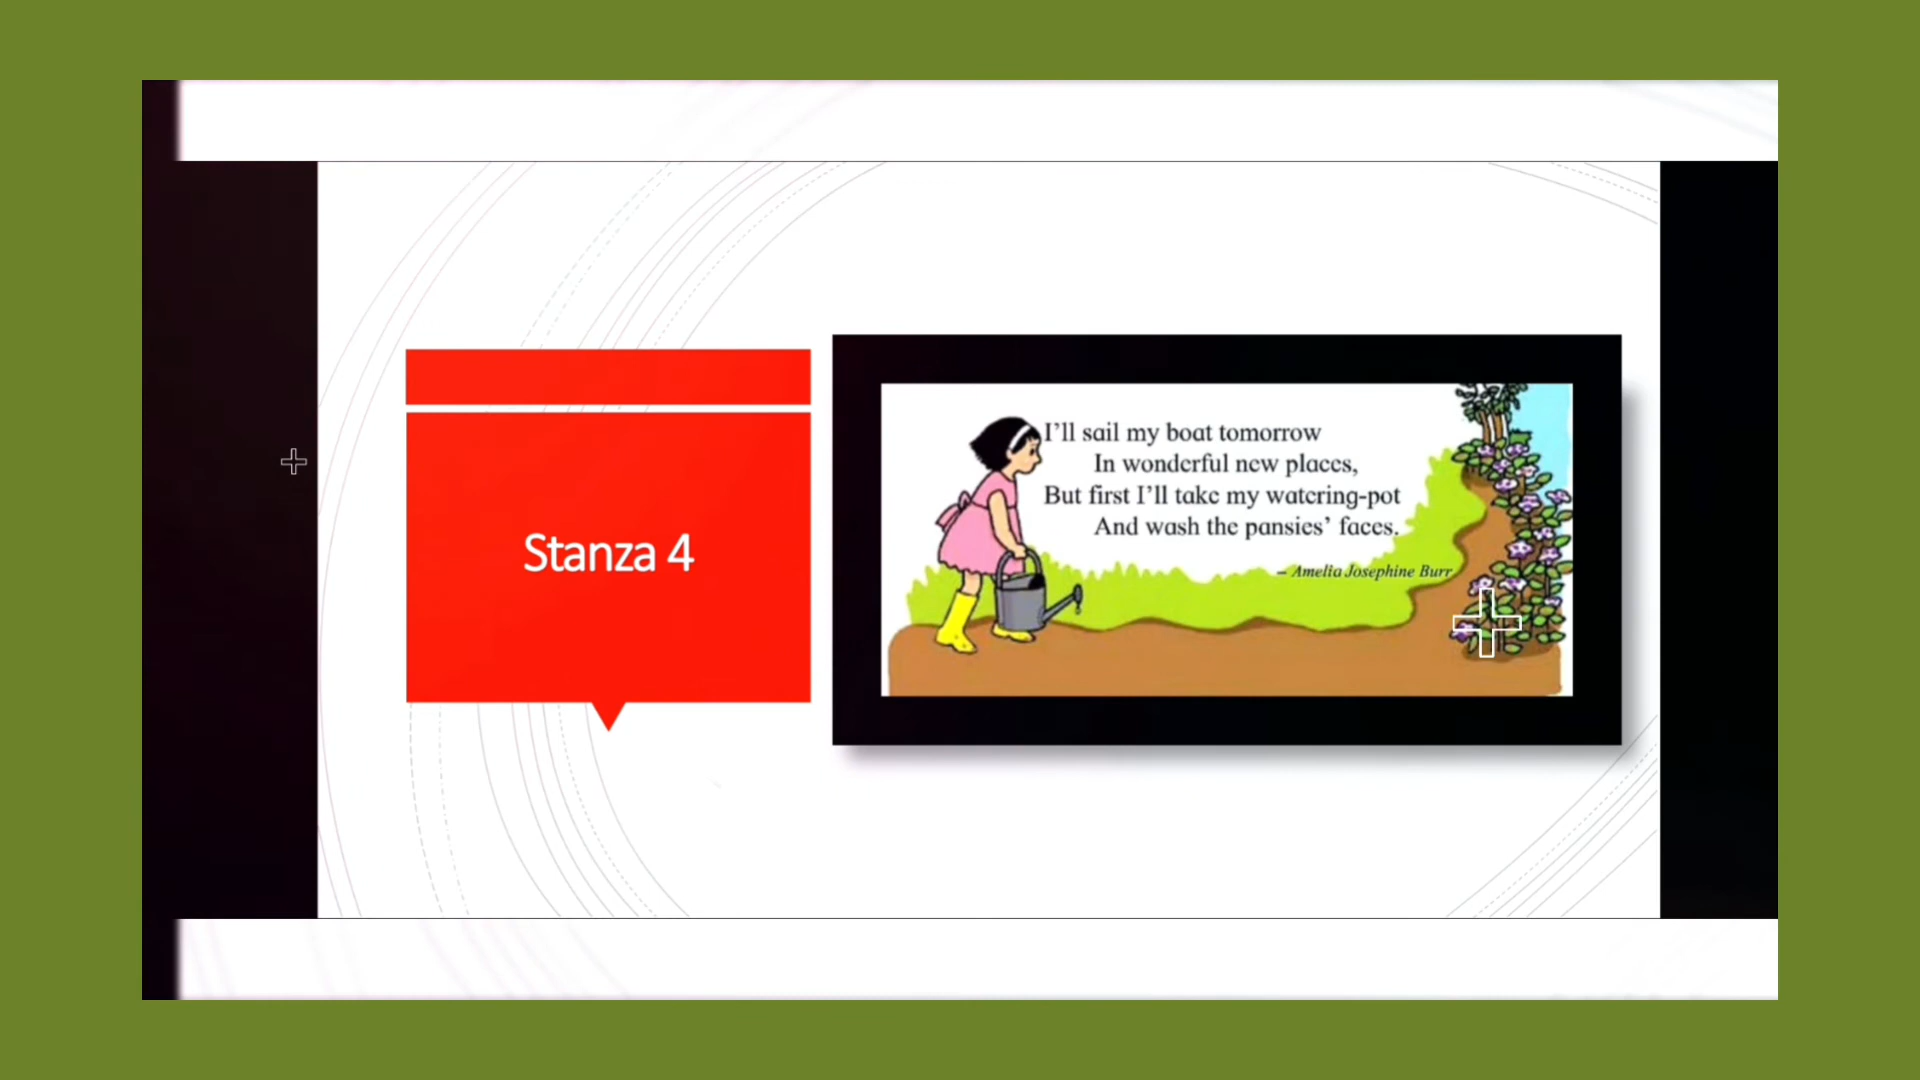 Stanza 4
I'll sail my boat tomorrow
In wonderful new places,
But first I'll take my watering-pot
And wash the pansies' faces.
– Amelia Josephine Burr